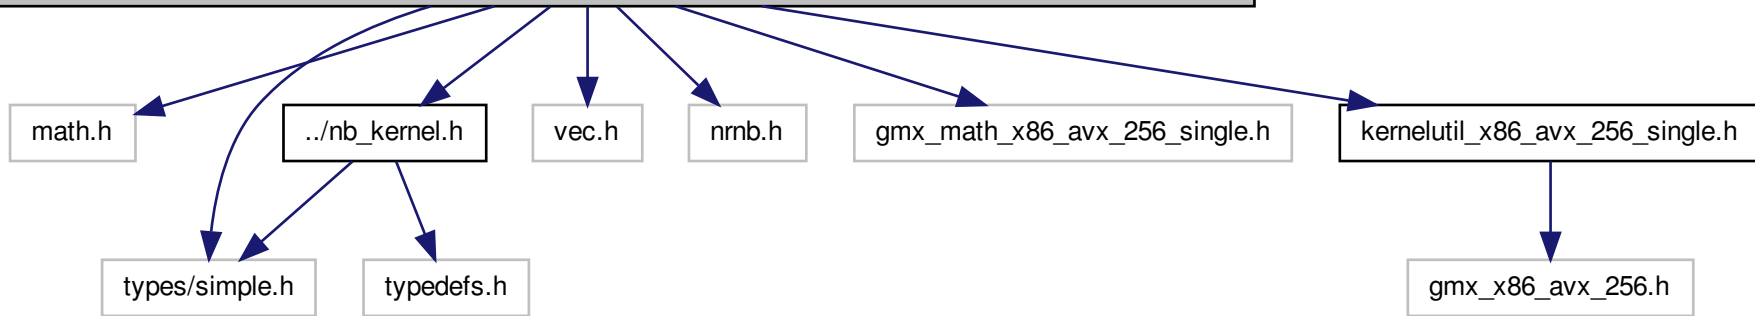 math.h
../nb_kernel.h
vec.h
nrnb.h
gmx_math_x86_avx_256_single.h
kernelutil_x86_avx_256_single.h
types/simple.h
typedefs.h
gmx_x86_avx_256.h